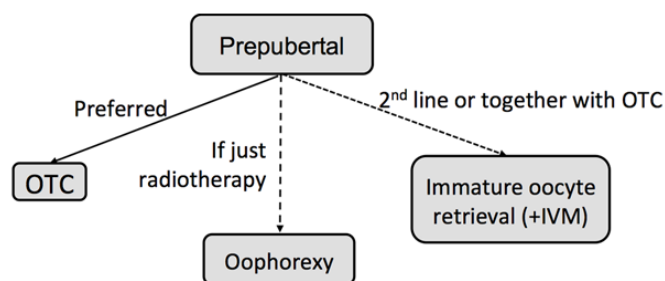 Prepubertal
Preferred
2nd line or together with OTC
If just
radiotherapy
OTC
Immature oocyte
retrieval (+IVM)
Oophorexy